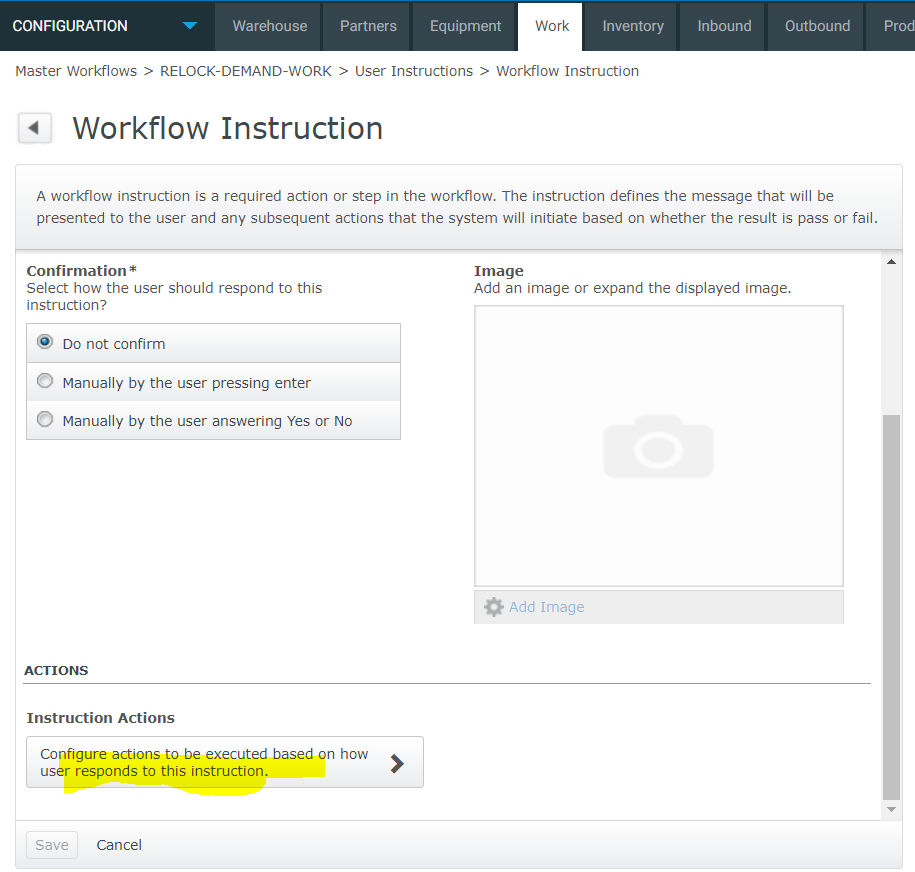 CONFIGURATION Warehouse Partners Equipment Work Inventory Inbound Outbound Prod
Master Workflows > RELOCK-DEMAND-WORK > User Instructions > Workflow Instruction
Workflow Instruction
A workflow instruction is a required action or step in the workflow. The instruction defines the message that will be
presented to the user and any subsequent actions that the system will initiate based on whether the result is pass or fail.
Confirmation*
Select how the user should respond to this
instruction?
Do not confirm
Manually by the user pressing enter
Manually by the user answering Yes or No
Image
Add an image or expand the displayed image.
Add Image
ACTIONS
Instruction Actions
Configure actions to be executed based on how
user responds to this instruction.
Save Cancel